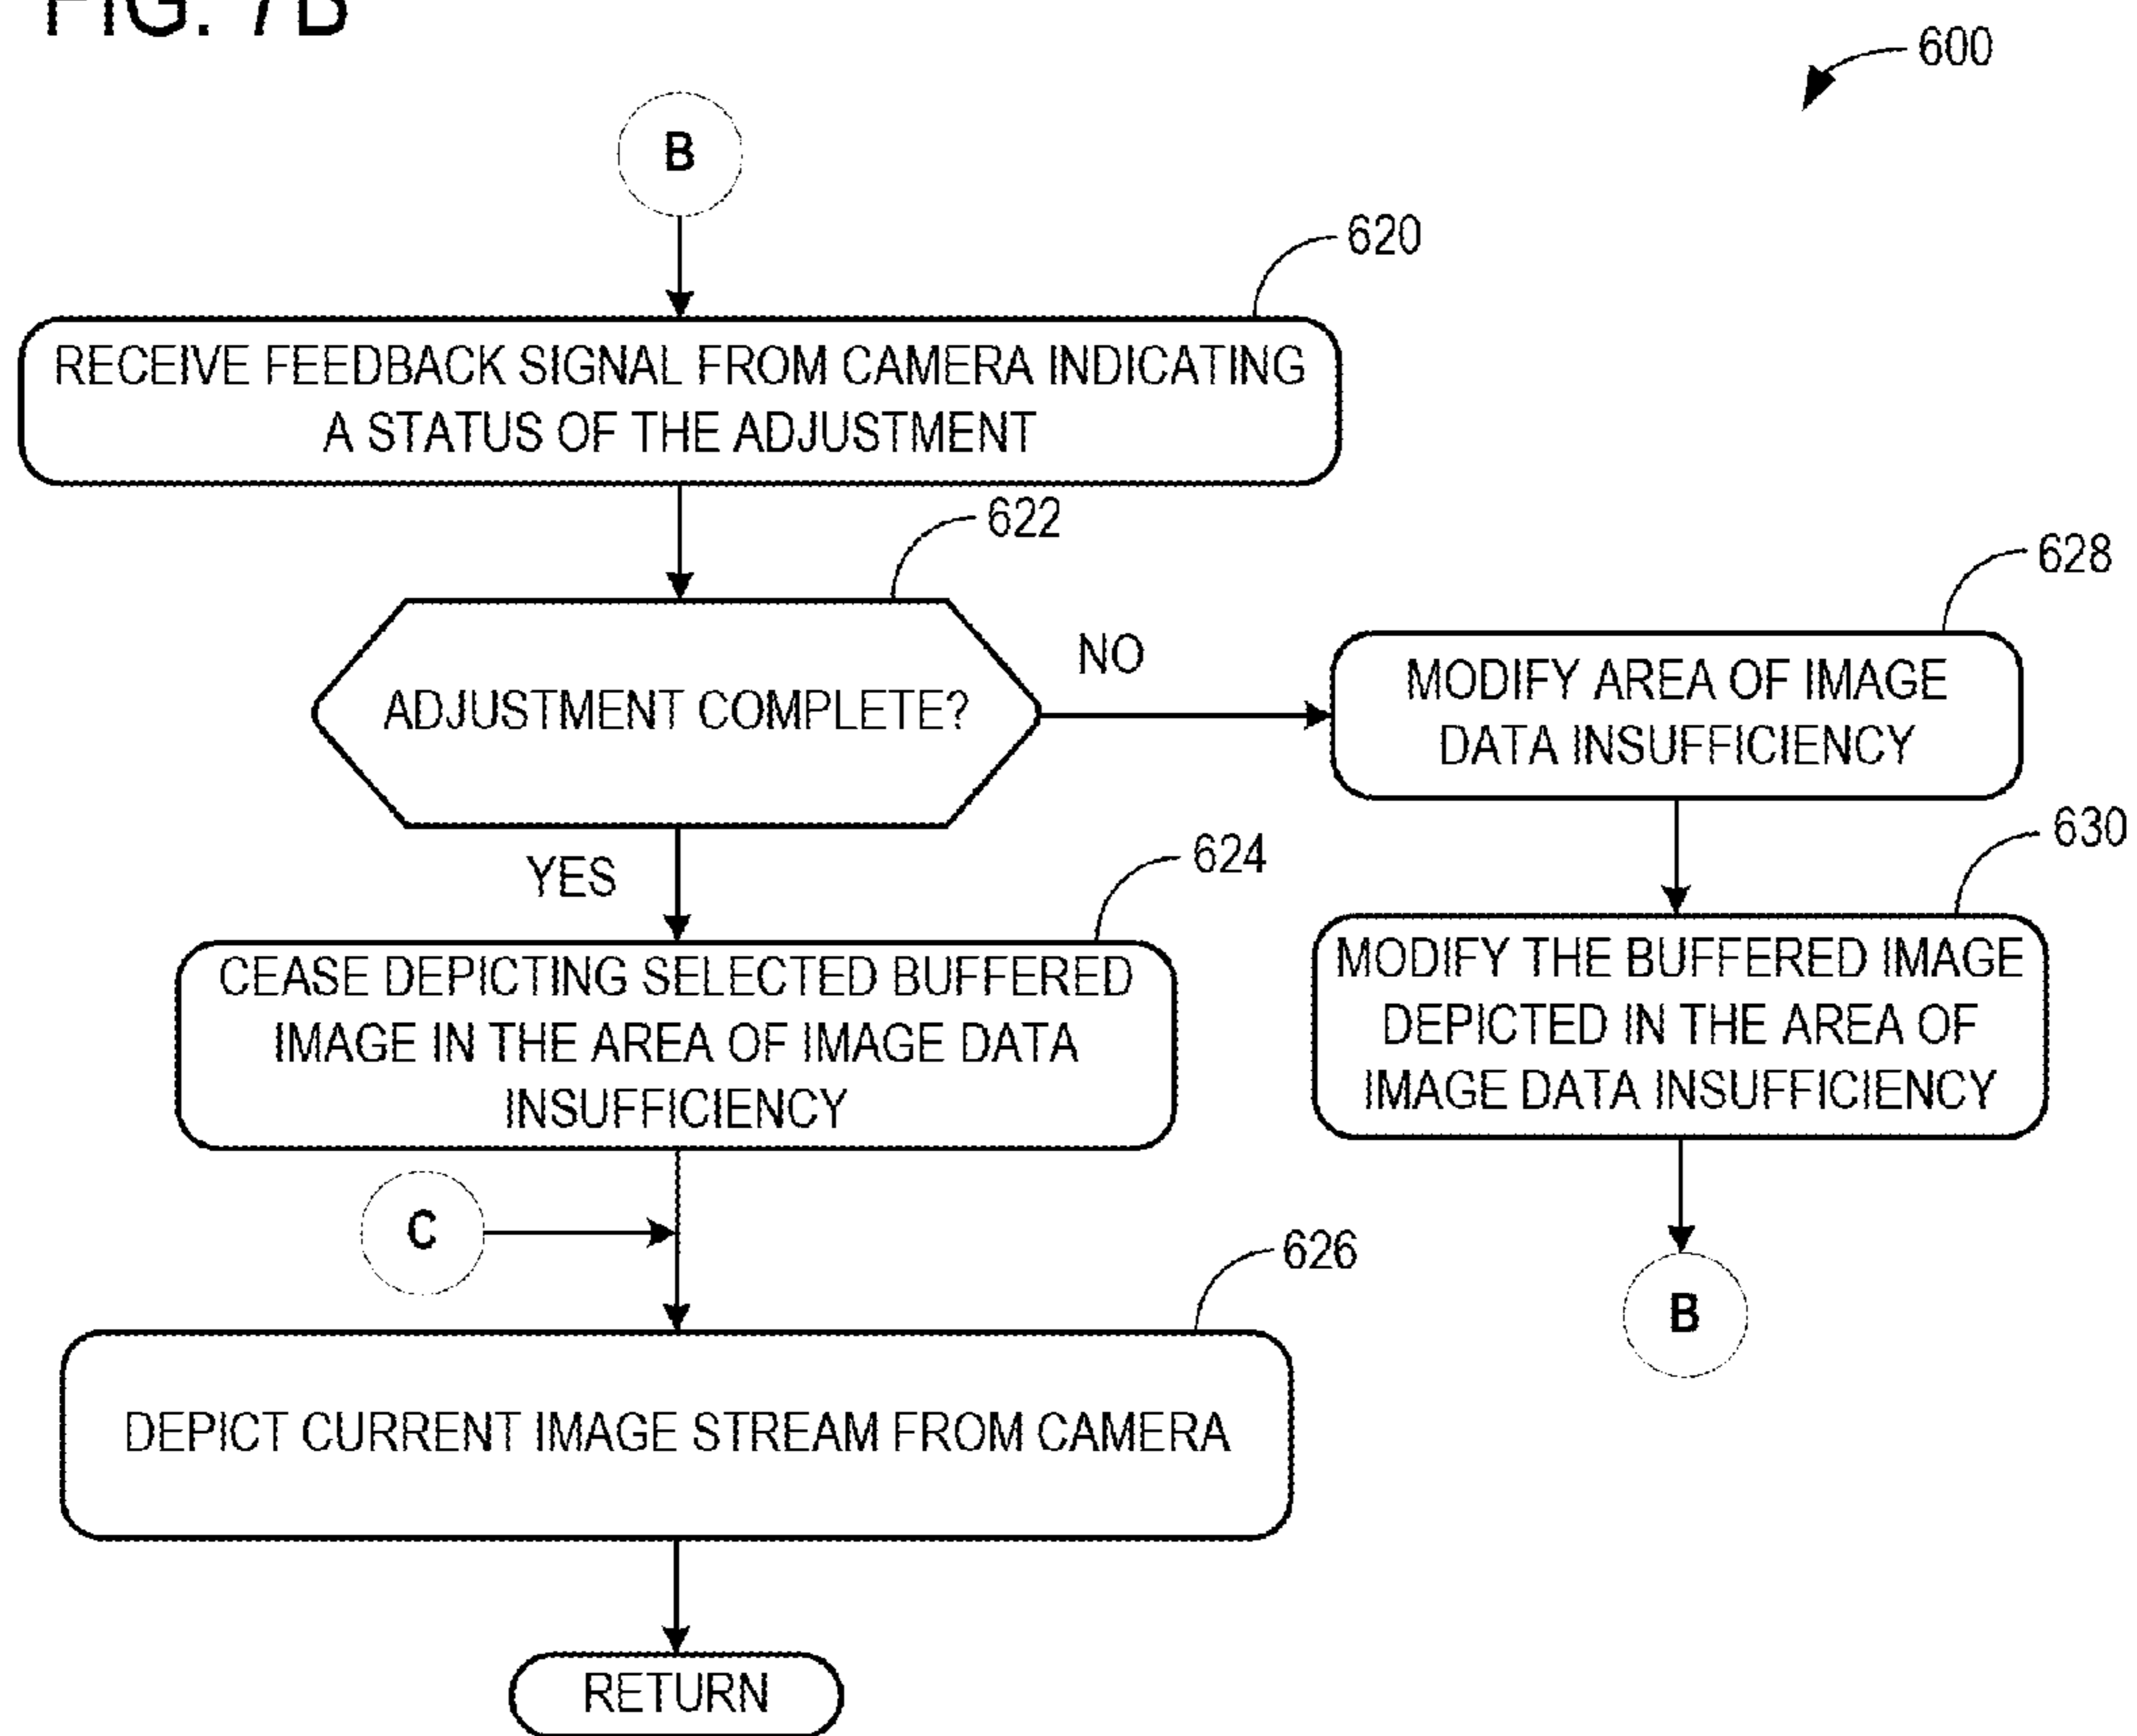 FIG. 7B
600
B
620
RECEIVE FEEDBACK SIGNAL FROM CAMERA INDICATING
A STATUS OF THE ADJUSTMENT
622
ADJUSTMENT COMPLETE?
NO
628
MODIFY AREA OF IMAGE
DATA INSUFFICIENCY
YES
624
630
CEASE DEPICTING SELECTED BUFFERED
IMAGE IN THE AREA OF IMAGE DATA
INSUFFICIENCY
MODIFY THE BUFFERED IMAGE
DEPICTED IN THE AREA OF
IMAGE DATA INSUFFICIENCY
C
626
B
DEPICT CURRENT IMAGE STREAM FROM CAMERA
RETURN